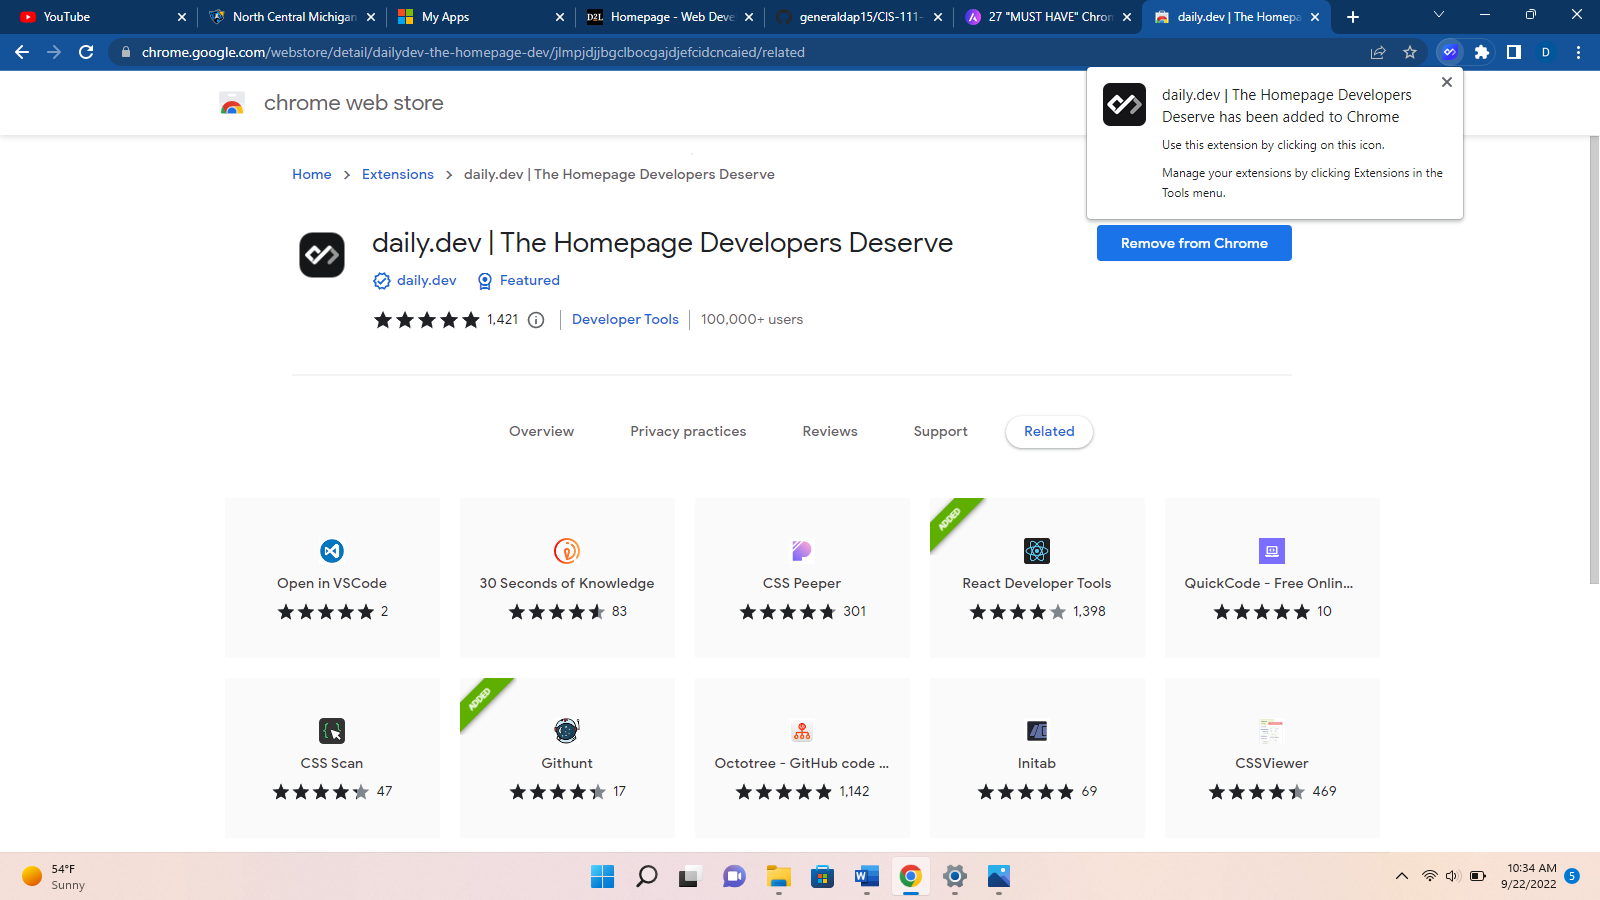 YouTube
North Central Michigan
My Apps
D2L
Homepage - Web Deve
generaldap15/CIS-111-
27 "MUST HAVE" Chrom
daily.dev | The Homepa
chrome.google.com/webstore/detail/dailydev-the-homepage-dev/jlmpjdjjbgclbocgajdjefcidcncaied/related
D
chrome web store
daily.dev | The Homepage Developers
Deserve has been added to Chrome
Use this extension by clicking on this icon.
Manage your extensions by clicking Extensions in the
Tools menu.
Home
Extensions
daily.dev | The Homepage Developers Deserve
daily.dev | The Homepage Developers Deserve
Remove from Chrome
daily.dev
Featured
1,421
Developer Tools
100,000+ users
Overview
Privacy practices
Reviews
Support
Related
Open in VSCode
2
30 Seconds of Knowledge
83
CSS Peeper
301
ADDED
React Developer Tools
1,398
QuickCode - Free Onlin...
10
CSS Scan
47
ADDED
Githunt
17
Octotree - GitHub code ...
1,142
Initab
69
CSSViewer
469
54°F
Sunny
10:34 AM
9/22/2022
5